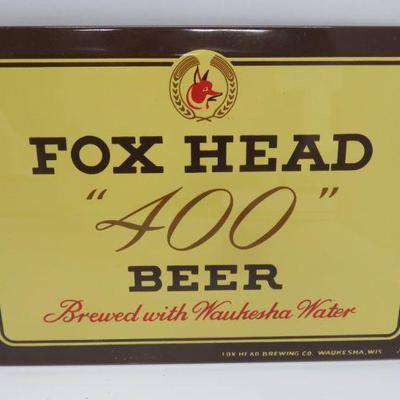 FOX HEAD
"400"
BEER
Brewed with Waukesha Water
FOX HEAD BREWING CO. WAUKESHA, WIS.